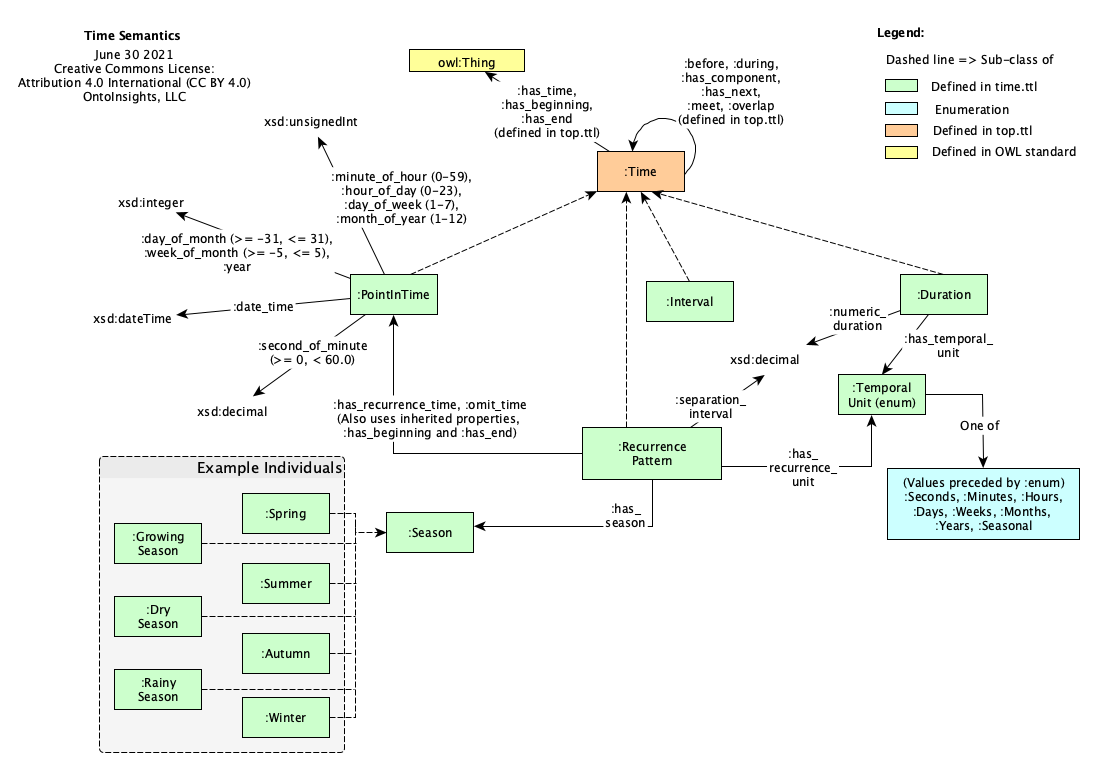 Time Semantics
June 30 2021
Creative Commons License:
Attribution 4.0 International (CC BY 4.0)
OntoInsights, LLC
owl:Thing
:has_time,
:has_beginning,
:has_end
(defined in top.ttl)
:before, :during,
:has_component,
:has_next,
:meet, :overlap
(defined in top.ttl)
Legend:
Dashed line => Sub-class of
Defined in time.ttl
Enumeration
Defined in top.ttl
Defined in OWL standard
:Time
xsd:unsignedInt
:minute_of_hour (0-59),
:hour_of_day (0-23),
:day_of_week (1-7),
:month_of_year (1-12)
xsd:integer
:day_of_month (>= -31, <= 31),
:week_of_month (>= -5, <= 5),
:year
:PointInTime
:date_time
xsd:dateTime
:second_of_minute
(>= 0, < 60.0)
xsd:decimal
:Interval
:Duration
:numeric_
duration
:has_temporal_
unit
xsd:decimal
:Temporal
Unit (enum)
:separation_
interval
:has_recurrence_time, :omit_time
(Also uses inherited properties,
:has_beginning and :has_end)
:Recurrence
Pattern
:has_
recurrence_
unit
One of
(Values preceded by :enum)
:Seconds, :Minutes, :Hours,
:Days, :Weeks, :Months,
:Years, :Seasonal
:has_
season
:Season
Example Individuals
:Spring
:Growing
Season
:Summer
:Dry
Season
:Autumn
:Rainy
Season
:Winter